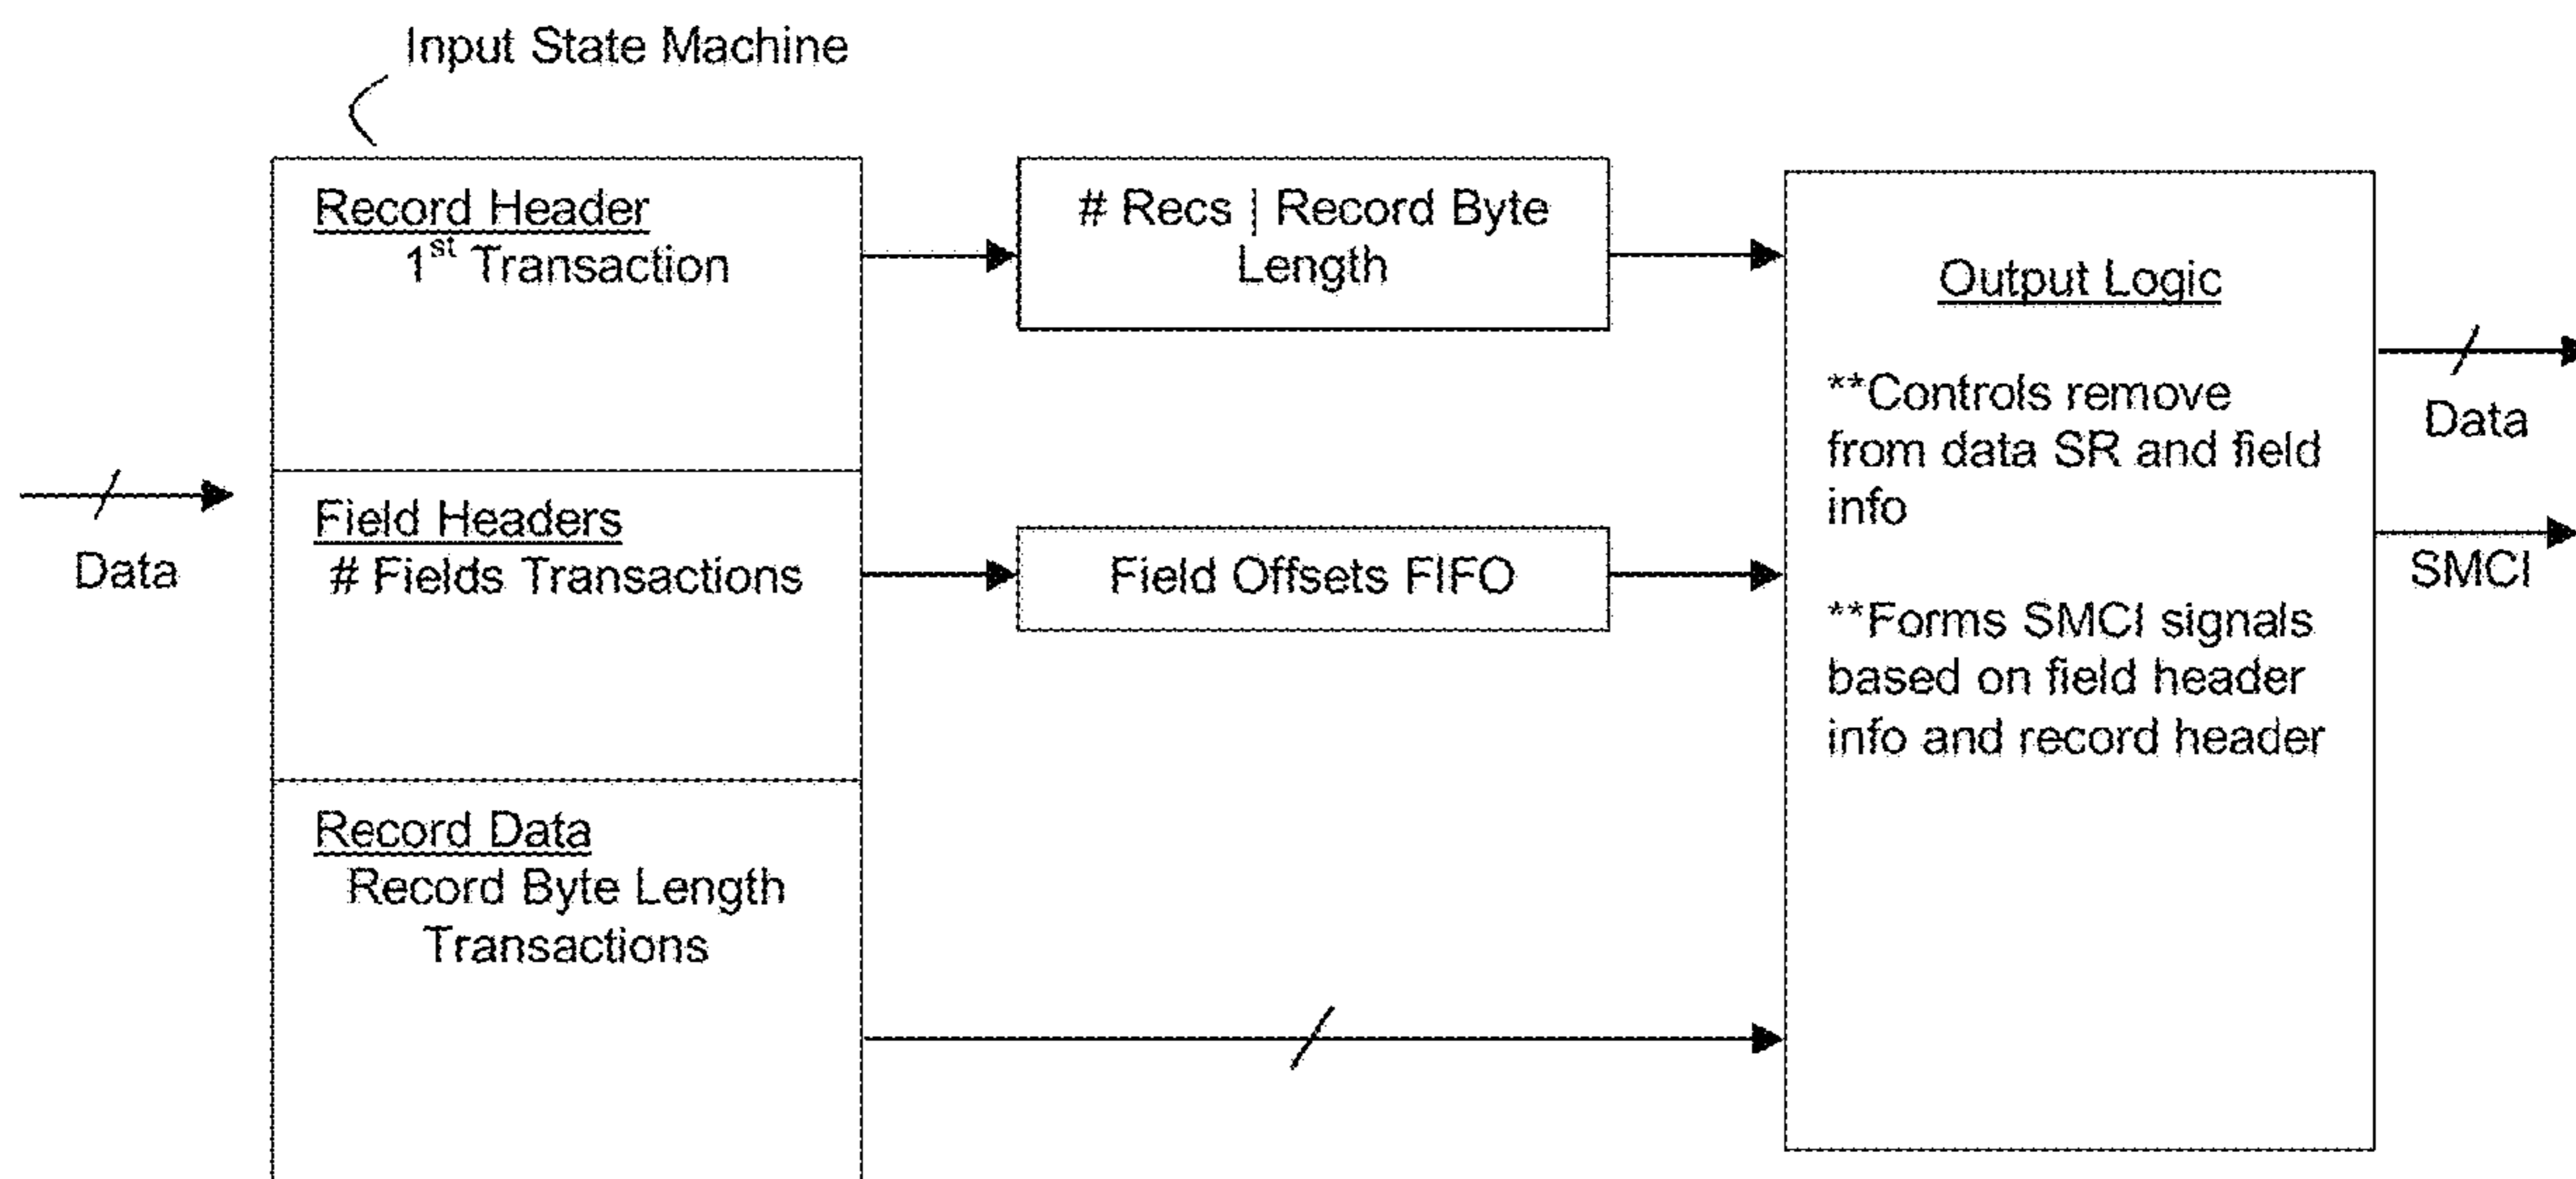 Input State Machine
Record Header
1st Transaction
# Recs | Record Byte
Length
Output Logic
**Controls remove
from data SR and field
info
**Forms SMCI signals
based on field header
info and record header
Data
SMCI
Data
Field Headers
# Fields Transactions
Field Offsets FIFO
Record Data
Record Byte Length
Transactions